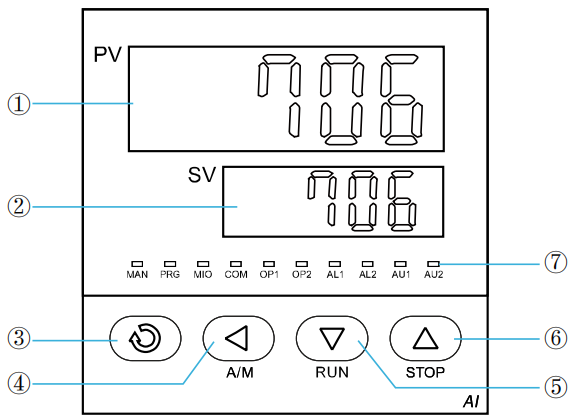 PV 706
①
SV 706
②
MAN PRG MIO COM OP1 OP2 AL1 AL2 AU1 AU2
⑦
③
⑥
④
A/M RUN STOP
⑤
AI